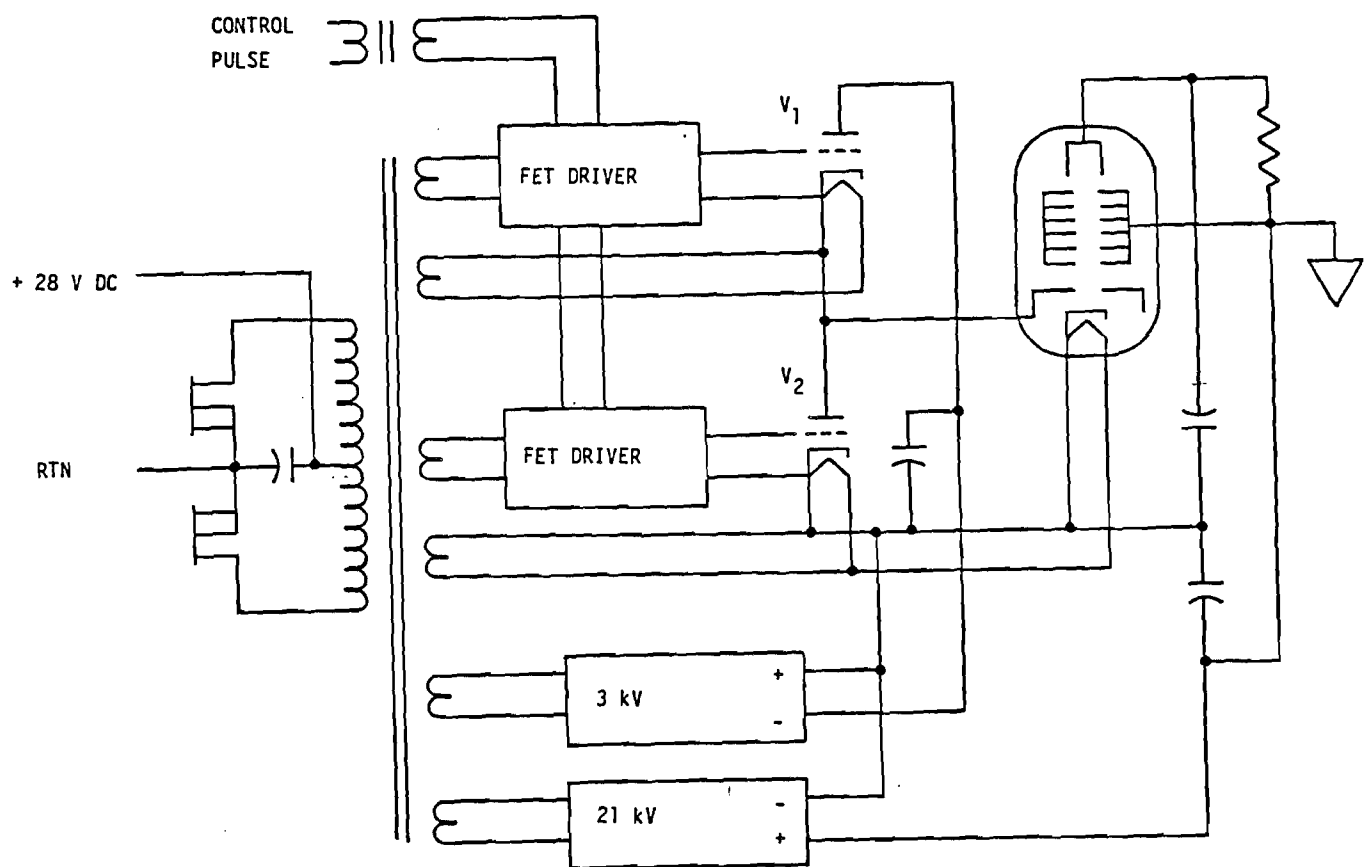 CONTROL
PULSE
V1
FET DRIVER
+ 28 V DC
V2
FET DRIVER
RTN
+
3 kV
-
-
21 kV
+